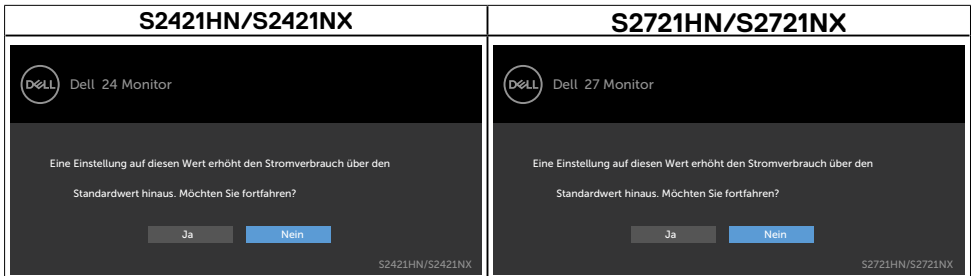 S2421HN/S2421NX
S2721HN/S2721NX
DELL
Dell 24 Monitor
Eine Einstellung auf diesen Wert erhöht den Stromverbrauch über den
Standardwert hinaus. Möchten Sie fortfahren?
Ja
Nein
S2421HN/S2421NX
DELL
Dell 27 Monitor
Eine Einstellung auf diesen Wert erhöht den Stromverbrauch über den
Standardwert hinaus. Möchten Sie fortfahren?
Ja
Nein
S2721HN/S2721NX